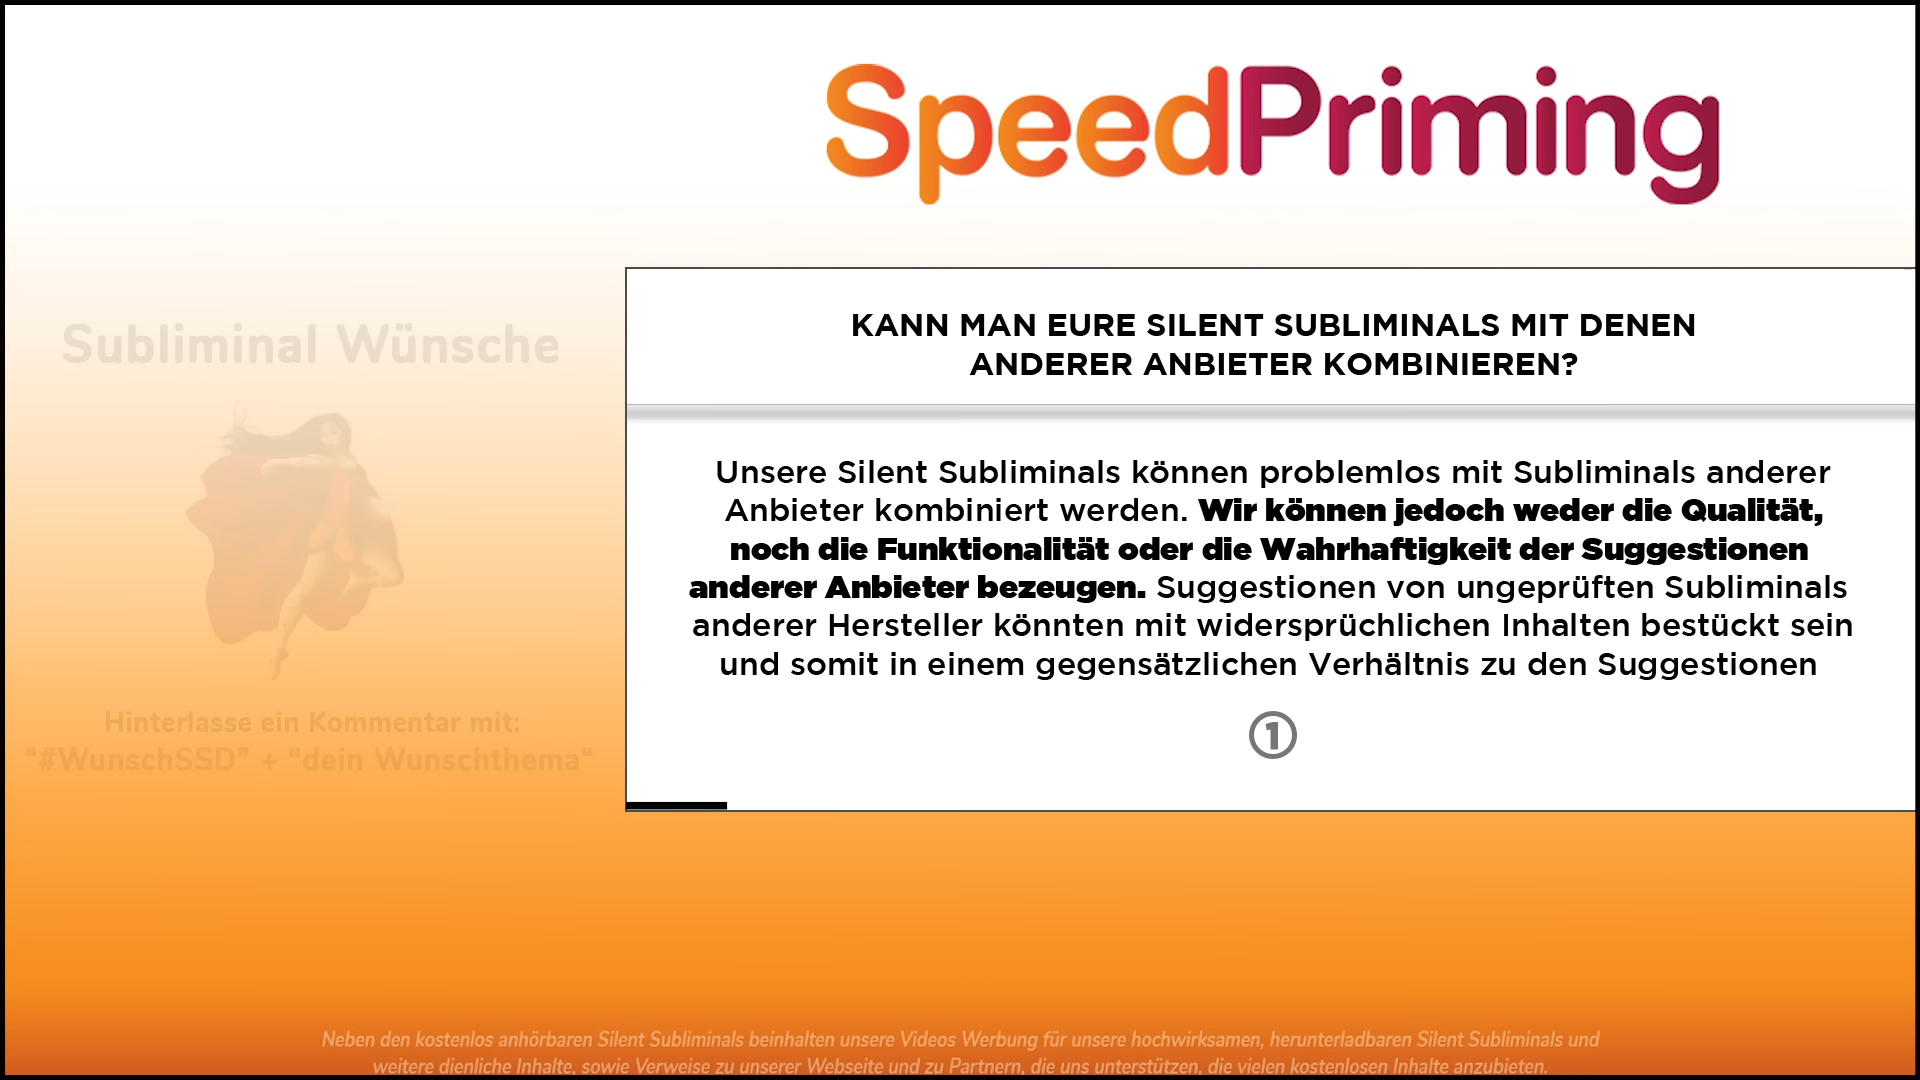 SpeedPriming
KANN MAN EURE SILENT SUBLIMINALS MIT DENEN
ANDERER ANBIETER KOMBINIEREN?
Unsere Silent Subliminals können problemlos mit Subliminals anderer
Anbieter kombiniert werden. Wir können jedoch weder die Qualität,
noch die Funktionalität oder die Wahrhaftigkeit der Suggestionen
anderer Anbieter bezeugen. Suggestionen von ungeprüften Subliminals
anderer Hersteller könnten mit widersprüchlichen Inhalten bestückt sein
und somit in einem gegensätzlichen Verhältnis zu den Suggestionen
1
Subliminal Wünsche
Hinterlasse ein Kommentar mit:
"#WunschSSD" + "dein Wunschthema"
Neben den kostenlos anhörbaren Silent Subliminals beinhalten unsere Videos Werbung für unsere hochwirksamen, herunterladbaren Silent Subliminals und
weitere dienliche Inhalte, sowie Verweise zu unserer Webseite und zu Partnern, die uns unterstützen, die vielen kostenlosen Inhalte anzubieten.